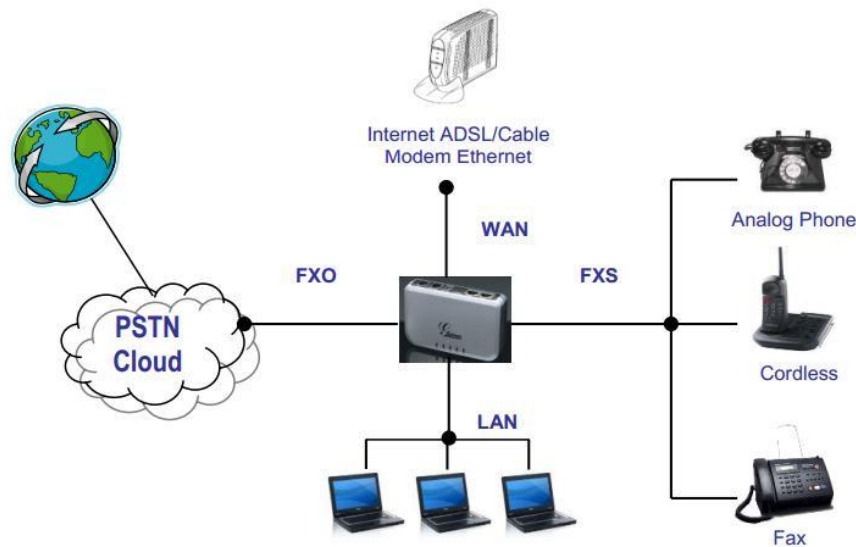 Internet ADSL/Cable
Modem Ethernet
WAN
FXO
FXS
Analog Phone
PSTN
Cloud
Cordless
LAN
Fax